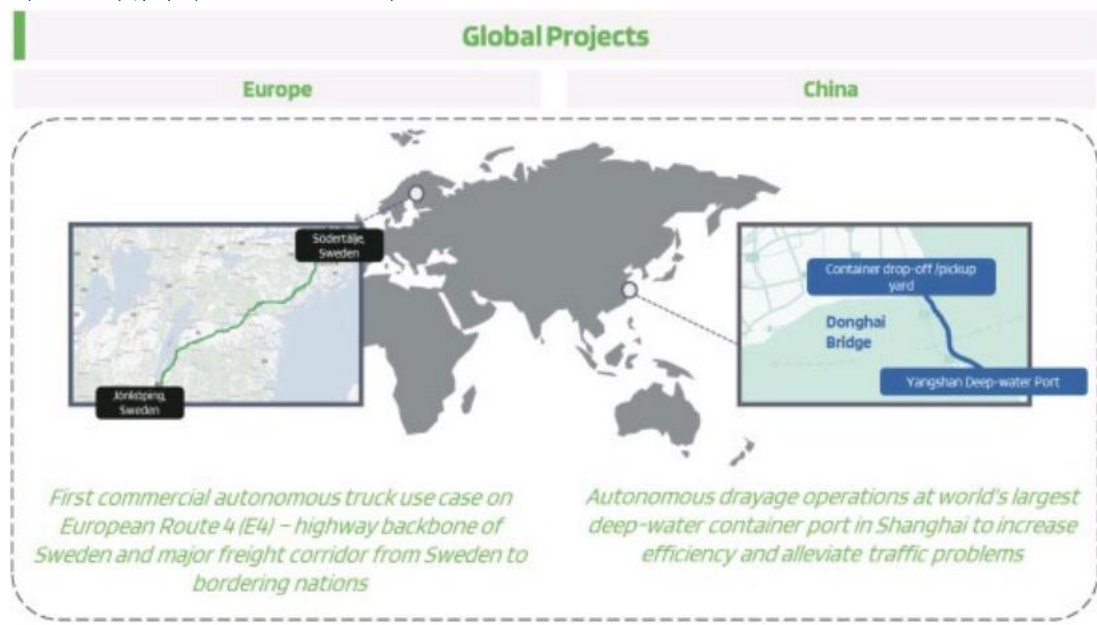 Global Projects
Europe
China
Södertälje,
Sweden
Jönköping,
Sweden
Container drop-off /pickup
yard
Donghai
Bridge
Yangshan Deep-water Port
First commercial autonomous truck use case on
European Route 4 (E4) – highway backbone of
Sweden and major freight corridor from Sweden to
bordering nations
Autonomous drayage operations at world's largest
deep-water container port in Shanghai to increase
efficiency and alleviate traffic problems